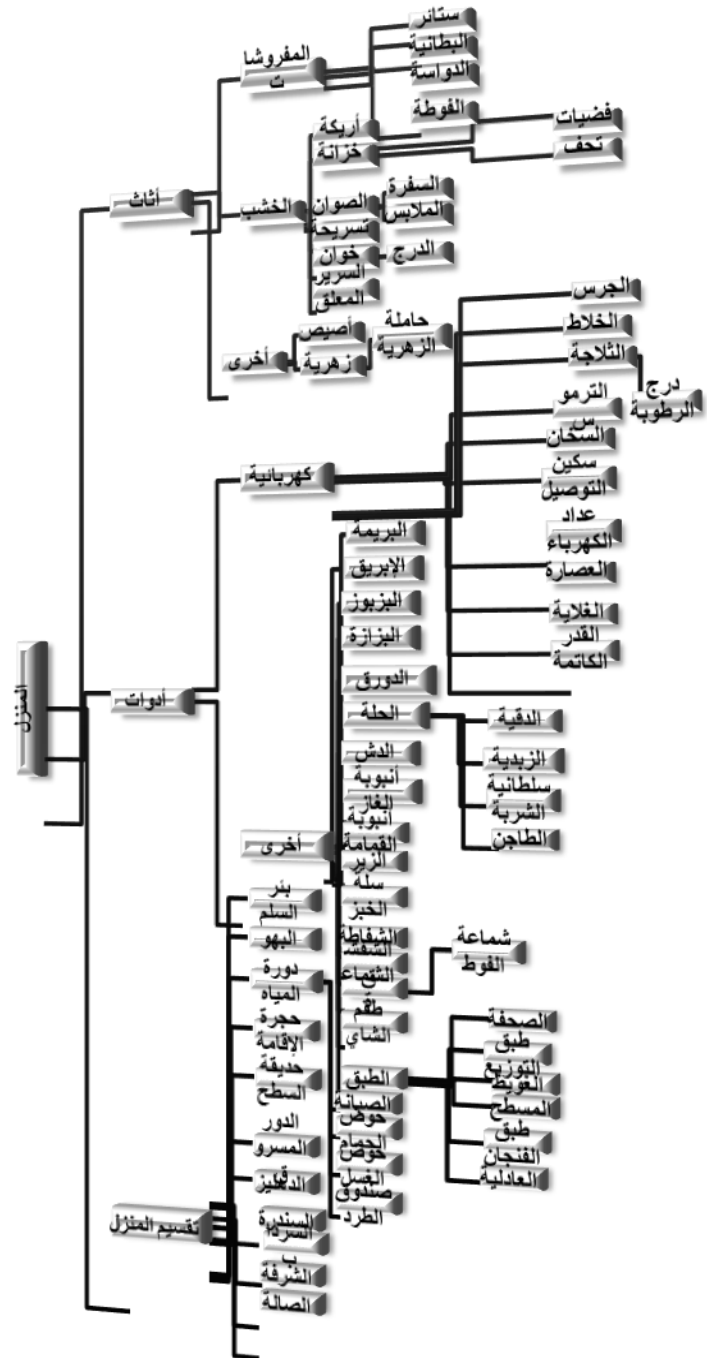 المنزل
أثاث
المفروشا
ت
ستائر
البطانية
الدواسة
الفوطة
الخشب
أريكة
خزانة
فضيات
تحف
الصوان
السفرة
الملابس
تسريحة
خوان
الدرج
السرير
المعلق
أخرى
أصيص
زهرية
حاملة
الزهرية
أدوات
كهربائية
الجرس
الخلاط
الثلاجة
درج
الرطوبة
الترمو
س
السخان
سكين
التوصيل
عداد
الكهرباء
العصارة
الغلاية
القدر
الكاتمة
أخرى
البريمة
الإبريق
البزبوز
البزازة
الدورق
الحلة
الدقية
الزبدية
سلطانية
الشربة
الطاجن
الدش
أنبوبة
الغاز
أنبوبة
القمامة
الزير
سلة
الخبز
الشفاطة
الشماعة
شماعة
الفوط
طقم
الشاي
الطبق
الصحفة
طبق
التوزيع
الغويط
المسطح
طبق
الفنجان
العادلية
تقسيم المنزل
بئر
السلم
البهو
دورة
المياه
الصبانة
حوض
الحمام
حوض
الغسل
صندوق
الطرد
حجرة
الإقامة
حديقة
السطح
الدور
المسرو
ق
الدهليز
السندرة
السردا
ب
الشرفة
الصالة